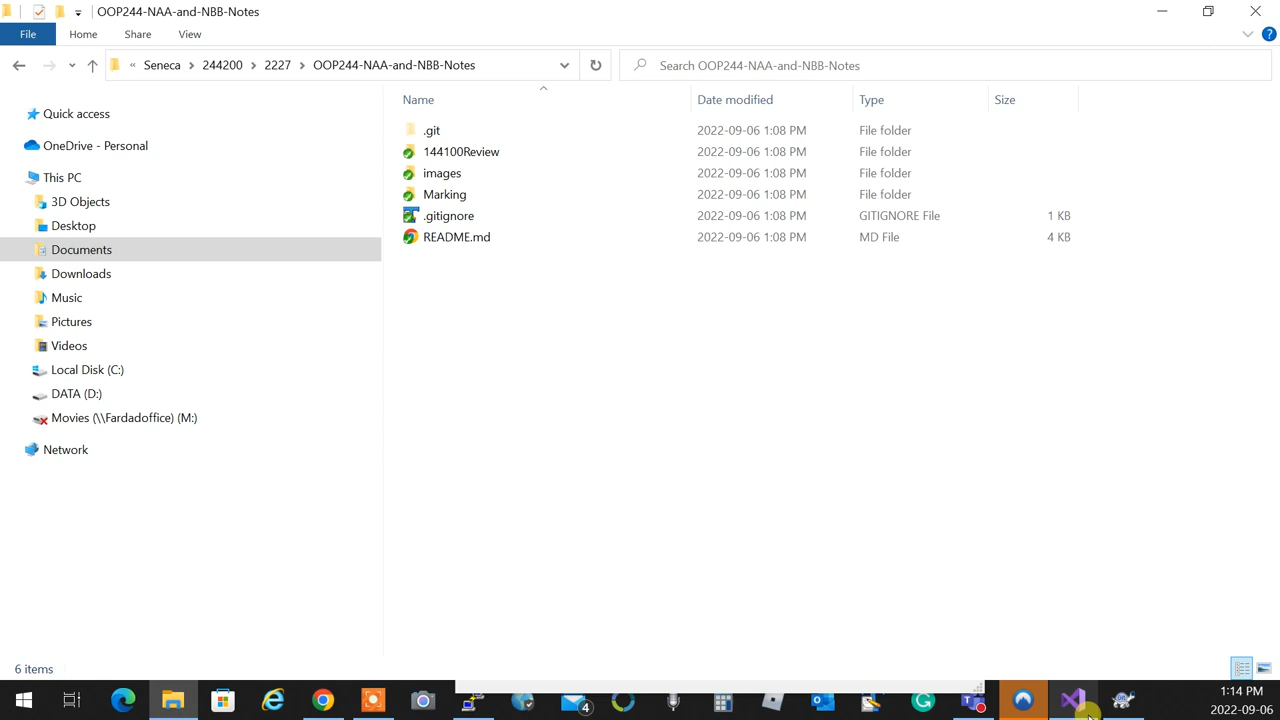 OOP244-NAA-and-NBB-Notes
File Home Share View
« Seneca > 244200 > 2227 > OOP244-NAA-and-NBB-Notes
Search OOP244-NAA-and-NBB-Notes
Name Date modified Type Size
Quick access
OneDrive - Personal
This PC
3D Objects
Desktop
Documents
Downloads
Music
Pictures
Videos
Local Disk (C:)
DATA (D:)
Movies (\\Fardadoffice) (M:)
Network
.git 2022-09-06 1:08 PM File folder
144100Review 2022-09-06 1:08 PM File folder
images 2022-09-06 1:08 PM File folder
Marking 2022-09-06 1:08 PM File folder
.gitignore 2022-09-06 1:08 PM GITIGNORE File 1 KB
README.md 2022-09-06 1:08 PM MD File 4 KB
6 items
4
1:14 PM
2022-09-06